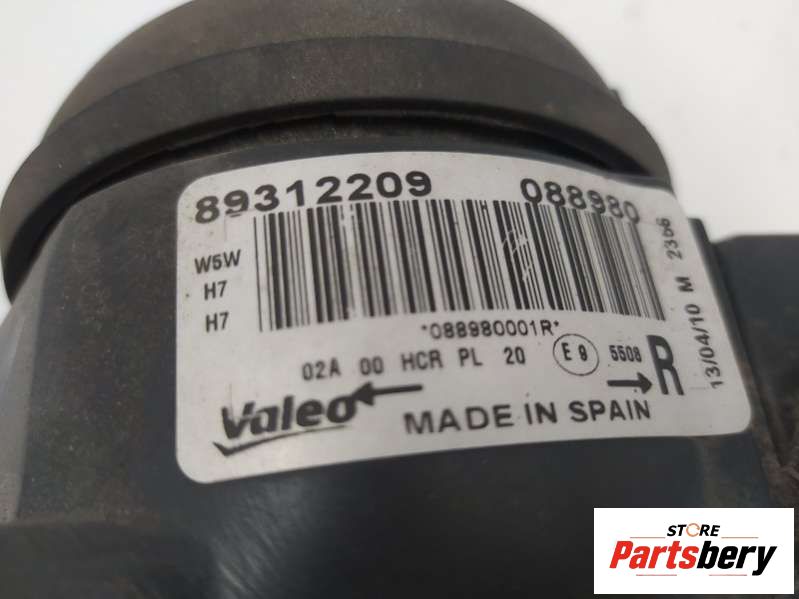 89312209 088980
W5W
H7
H7
*088980001R*
02A 00 HCR PL 20 E9 5508
R
Valeo MADE IN SPAIN
13/04/10 M
STORE
Partsbery